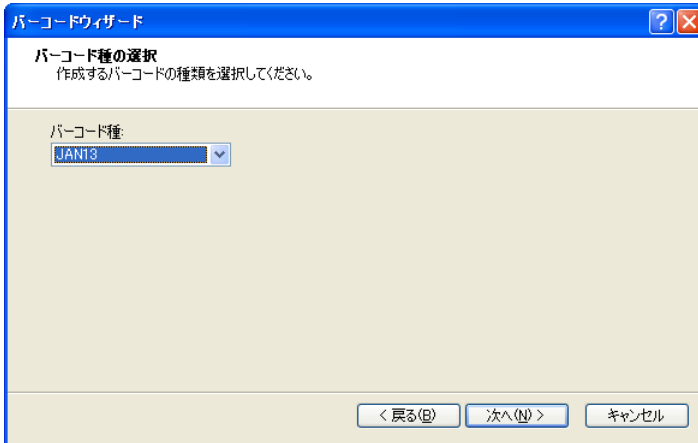 バーコードウィザード
バーコード種の選択
作成するバーコードの種類を選択してください。
バーコード種:
JAN13
< 戻る(B)
次へ(N) >
キャンセル